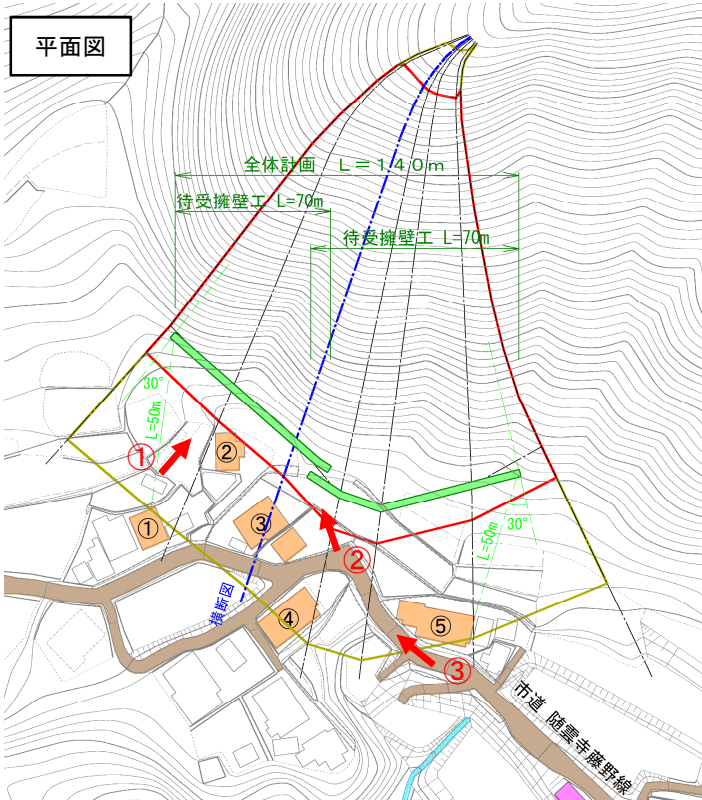 平面図
全体計画 L=140m
待受擁壁工 L=70m
待受擁壁工 L=70m
30°
L=50m
①
②
①
③
②
30°
L=50m
横断図
④
⑤
③
市道 随雲寺藤野線